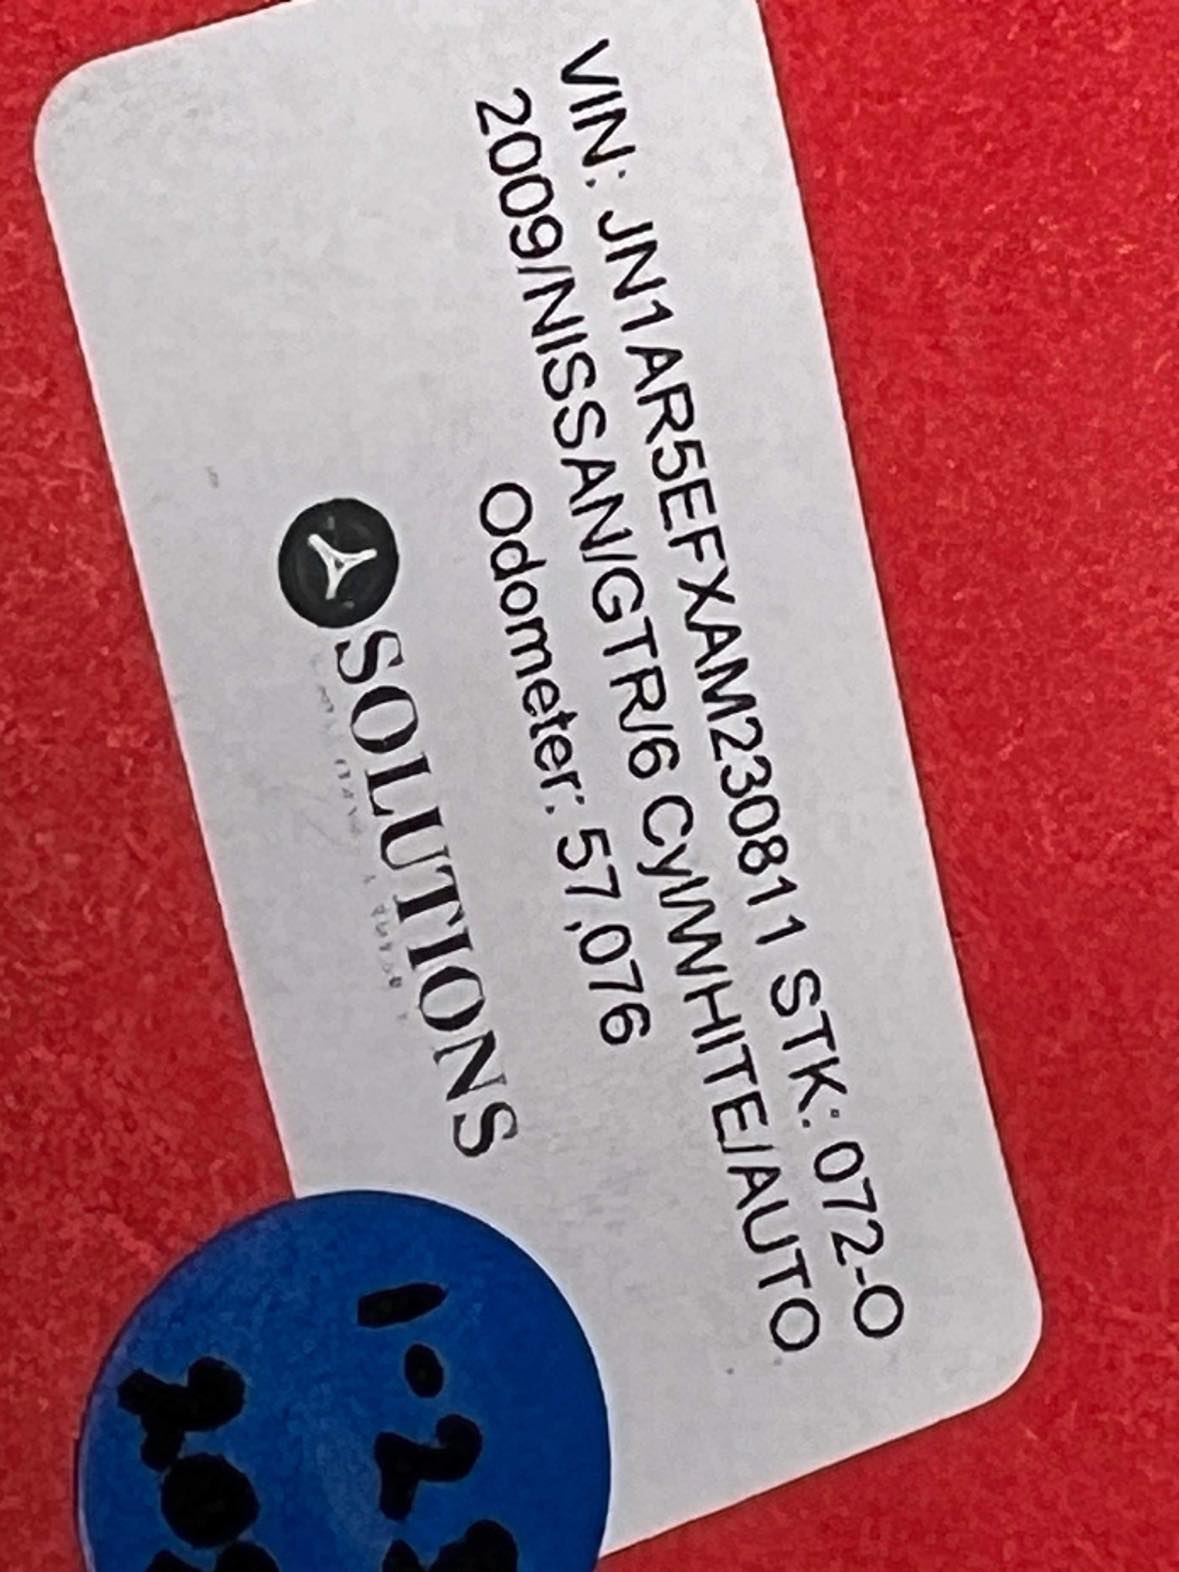 VIN: JN1AR5EFXAM230811 STK: 072-O
2009/NISSAN/GTR/6 Cyl/WHITE/AUTO
Odometer: 57,076
SOLUTIONS